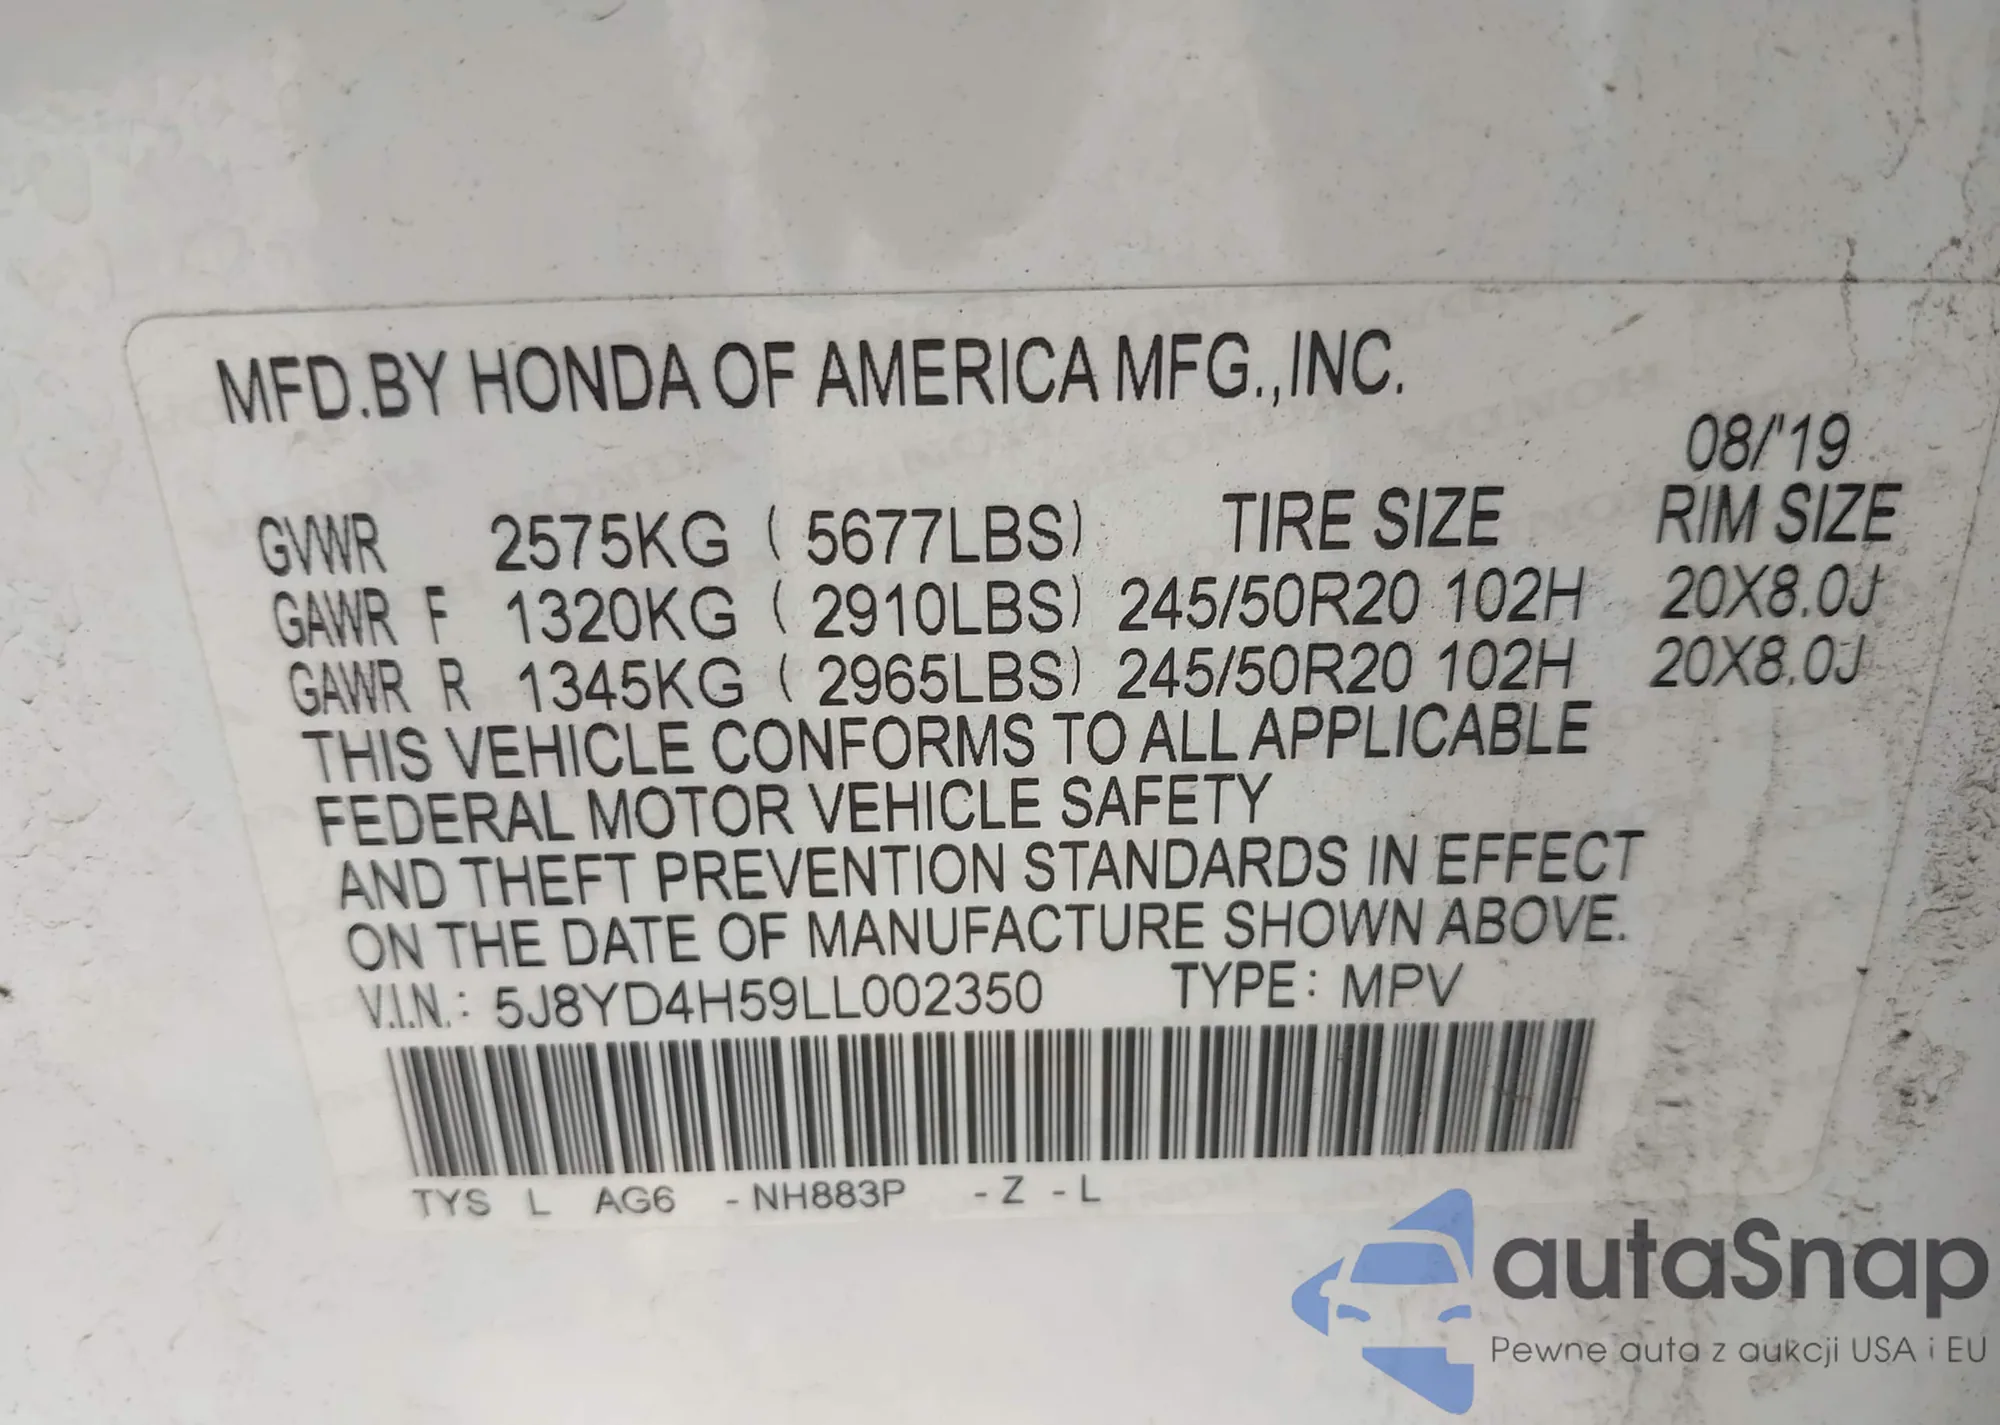 MFD.BY HONDA OF AMERICA MFG.,INC.
08/'19
GVWR 2575KG ( 5677LBS) TIRE SIZE RIM SIZE
GAWR F 1320KG ( 2910LBS) 245/50R20 102H 20X8.0J
GAWR R 1345KG ( 2965LBS) 245/50R20 102H 20X8.0J
THIS VEHICLE CONFORMS TO ALL APPLICABLE
FEDERAL MOTOR VEHICLE SAFETY
AND THEFT PREVENTION STANDARDS IN EFFECT
ON THE DATE OF MANUFACTURE SHOWN ABOVE.
V.I.N.: 5J8YD4H59LL002350 TYPE: MPV
TYS L AG6 -NH883P -Z -L
autaSnap
Pewne auta z aukcji USA i EU